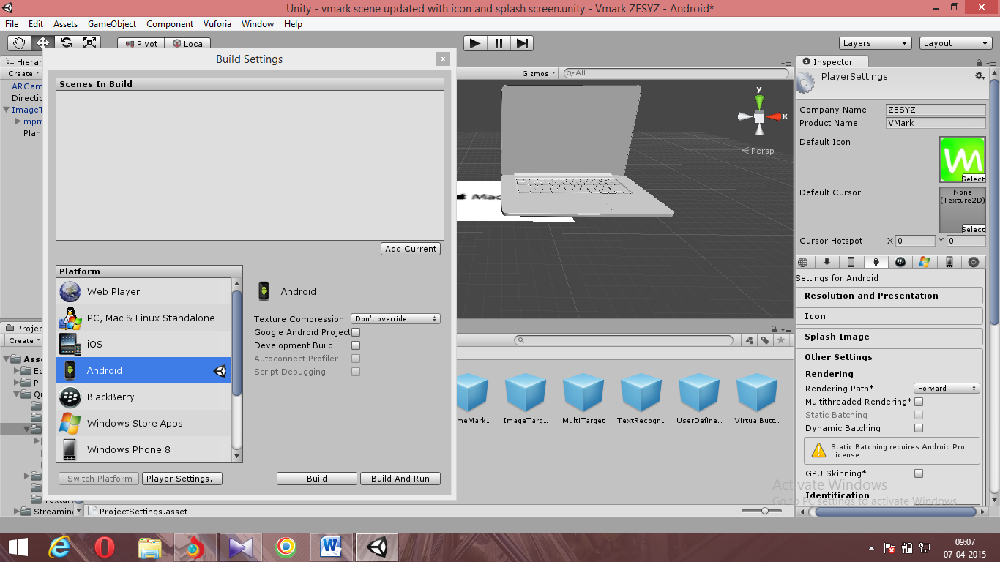 Unity - vmark scene updated with icon and splash screen.unity - Vmark ZESYZ - Android*
File Edit Assets GameObject Component Vuforia Window Help
Pivot Local Layers Layout
Hierar
Create
ARCam
Directio
ImageT
mpm
Plane
Build Settings
Scenes In Build
Add Current
Platform
Web Player
PC, Mac & Linux Standalone
iOS
Android
BlackBerry
Windows Store Apps
Windows Phone 8
Android
Texture Compression Don't override
Google Android Project
Development Build
Autoconnect Profiler
Script Debugging
Switch Platform Player Settings... Build Build And Run
Gizmos All
y
x
Persp
Mac
Projec
Create
Asse
Ed
Plu
Qu
Texture
Streamin
meMark... ImageTarg... MultiTarget TextRecogn... UserDefine... VirtualButt...
ProjectSettings.asset
Inspector
PlayerSettings
Company Name ZESYZ
Product Name VMark
Default Icon
Select
Default Cursor
None
(Texture2D)
Select
Cursor Hotspot X 0 Y 0
Settings for Android
Resolution and Presentation
Icon
Splash Image
Other Settings
Rendering
Rendering Path* Forward
Multithreaded Rendering*
Static Batching
Dynamic Batching
Static Batching requires Android Pro
License
GPU Skinning*
Identification
Activate Windows
Go to PC settings to activate Windows.
09:07
07-04-2015